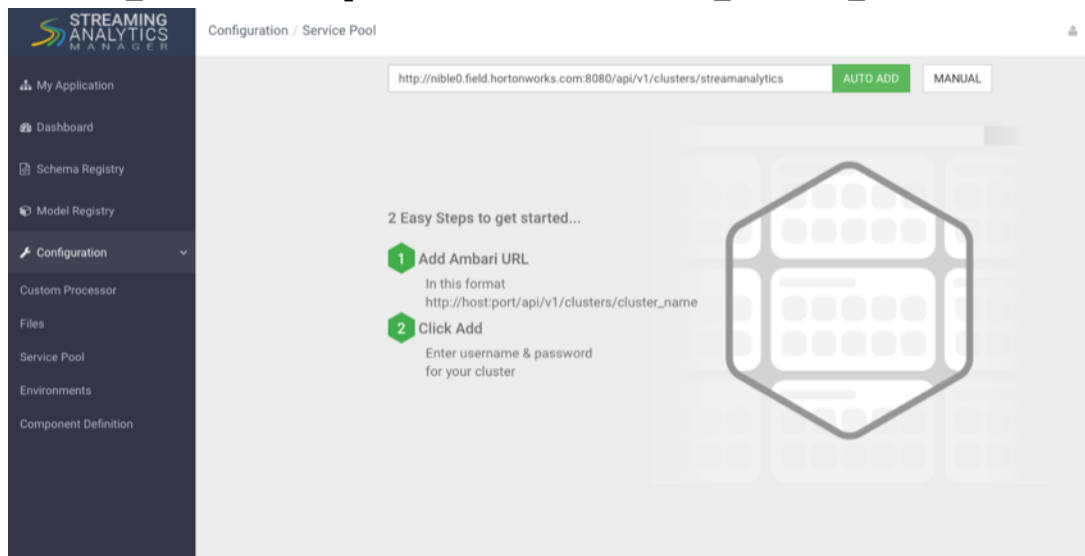 STREAMING
ANALYTICS
MANAGER
Configuration / Service Pool
My Application
Dashboard
Schema Registry
Model Registry
Configuration
Custom Processor
Files
Service Pool
Environments
Component Definition
http://nible0.field.hortonworks.com:8080/api/v1/clusters/streamanalytics
AUTO ADD
MANUAL
2 Easy Steps to get started...
1 Add Ambari URL
In this format
http://host:port/api/v1/clusters/cluster_name
2 Click Add
Enter username & password
for your cluster